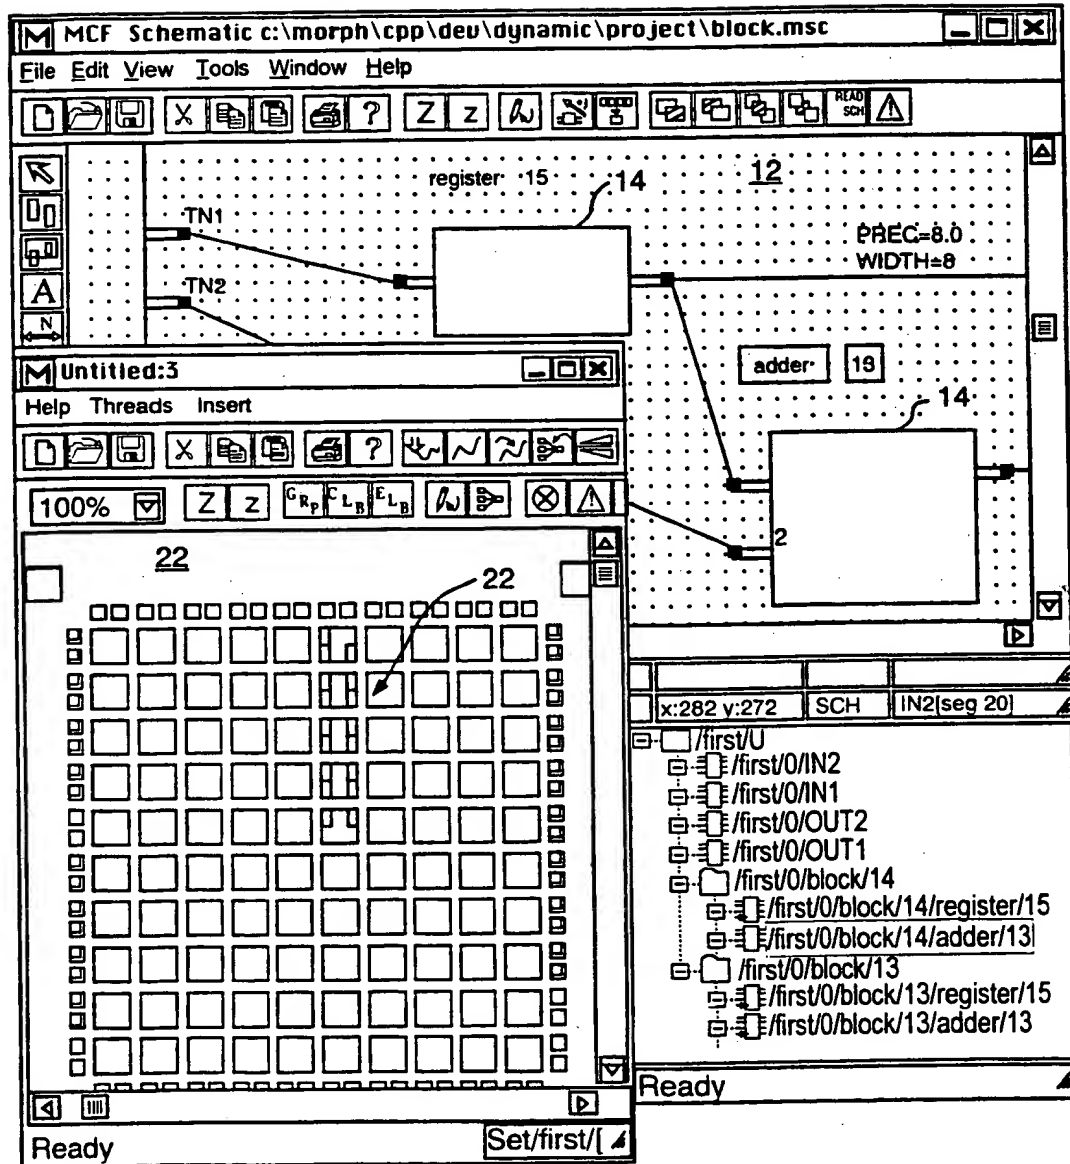 M MCF Schematic c:\morph\cpp\dev\dynamic\project\block.msc
File Edit View Tools Window Help
? Z z READ SCH
register 15
14
12
TN1
PREC=8.0
WIDTH=8
TN2
A
N
adder 13
14
2
M Untitled:3
Help Threads Insert
?
100% Z z GRP CLB ELB
22
22
x:282 y:272 SCH IN2[seg 20]
/first/U
/first/0/IN2
/first/0/IN1
/first/0/OUT2
/first/0/OUT1
/first/0/block/14
/first/0/block/14/register/15
/first/0/block/14/adder/13
/first/0/block/13
/first/0/block/13/register/15
/first/0/block/13/adder/13
Ready
Ready Set/first/[